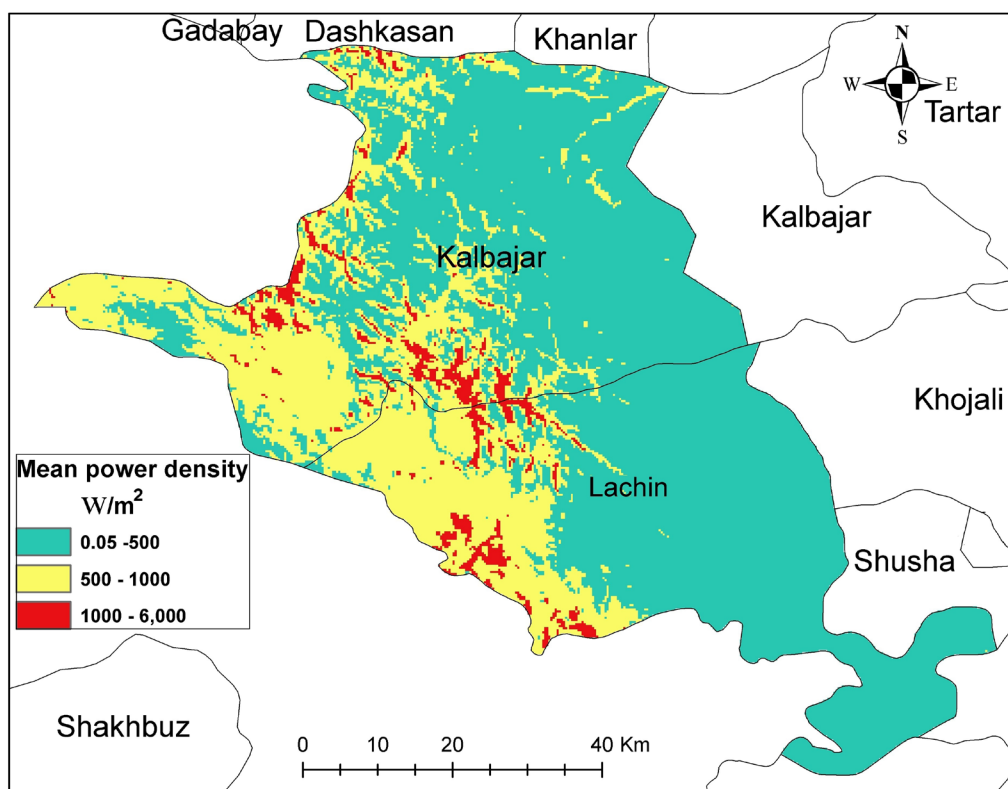 Gadabay
Dashkasan
Khanlar
N
W
E
S
Tartar
Kalbajar
Kalbajar
Khojali
Lachin
Shusha
Shakhbuz
Mean power density
W/m²
0.05 -500
500 - 1000
1000 - 6,000
0 10 20 40 Km